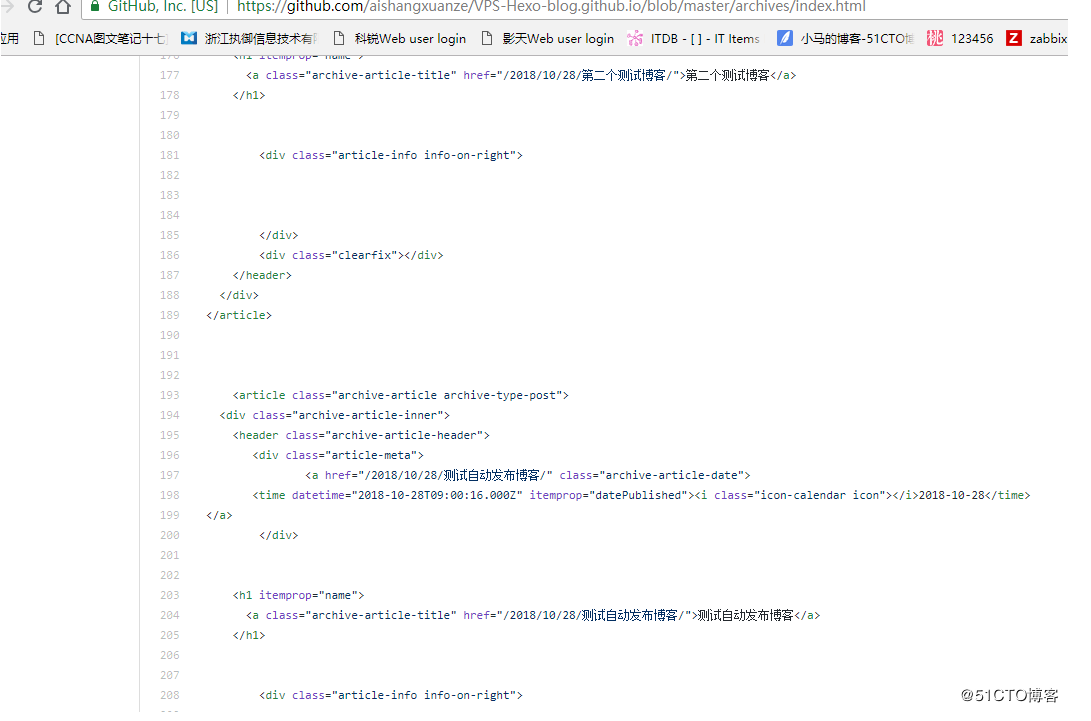 GitHub, Inc. [US] | https://github.com/aishangxuanze/VPS-Hexo-blog.github.io/blob/master/archives/index.html
应用 [CCNA图文笔记十七 浙江执御信息技术有 科锐Web user login 影天Web user login ITDB - [ ] - IT Items 小马的博客-51CTO 123456 zabbix
176 <h1 itemprop="name">
177 <a class="archive-article-title" href="/2018/10/28/第二个测试博客/">第二个测试博客</a>
178 </h1>
179
180
181 <div class="article-info info-on-right">
182
183
184
185 </div>
186 <div class="clearfix"></div>
187 </header>
188 </div>
189 </article>
190
191
192
193 <article class="archive-article archive-type-post">
194 <div class="archive-article-inner">
195 <header class="archive-article-header">
196 <div class="article-meta">
197 <a href="/2018/10/28/测试自动发布博客/" class="archive-article-date">
198 <time datetime="2018-10-28T09:00:16.000Z" itemprop="datePublished"><i class="icon-calendar icon"></i>2018-10-28</time>
199 </a>
200 </div>
201
202
203 <h1 itemprop="name">
204 <a class="archive-article-title" href="/2018/10/28/测试自动发布博客/">测试自动发布博客</a>
205 </h1>
206
207
208 <div class="article-info info-on-right">
@51CTO博客